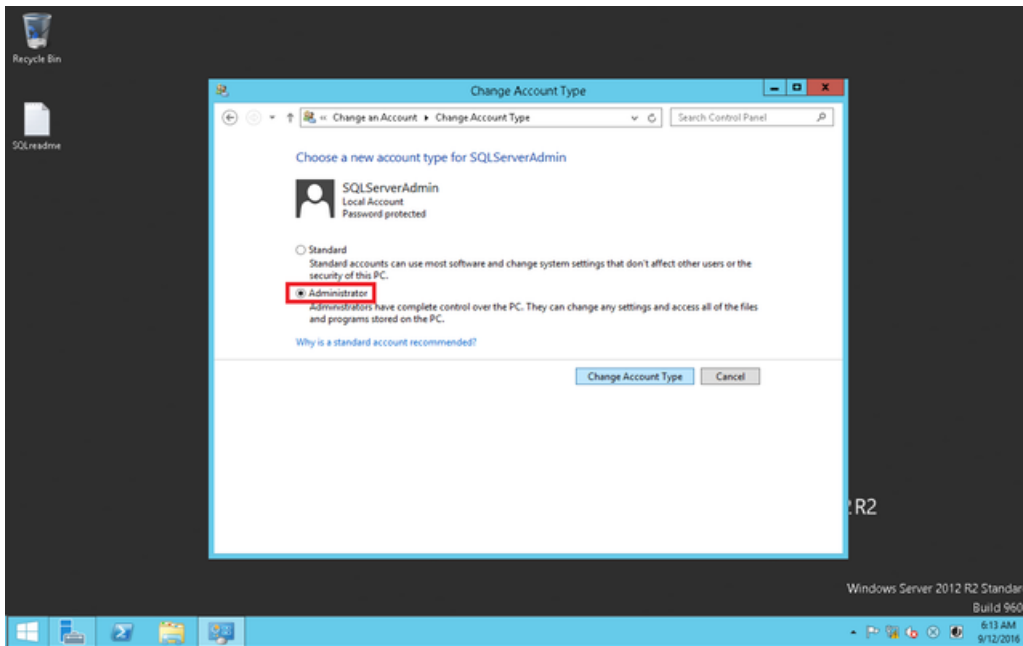 Recycle Bin
SQLreadme
Change Account Type
« Change an Account ▸ Change Account Type
Search Control Panel
Choose a new account type for SQLServerAdmin
SQLServerAdmin
Local Account
Password protected
Standard
Standard accounts can use most software and change system settings that don't affect other users or the
security of this PC.
Administrator
Administrators have complete control over the PC. They can change any settings and access all of the files
and programs stored on the PC.
Why is a standard account recommended?
Change Account Type
Cancel
R2
Windows Server 2012 R2 Standar
Build 960
6:13 AM
9/12/2016